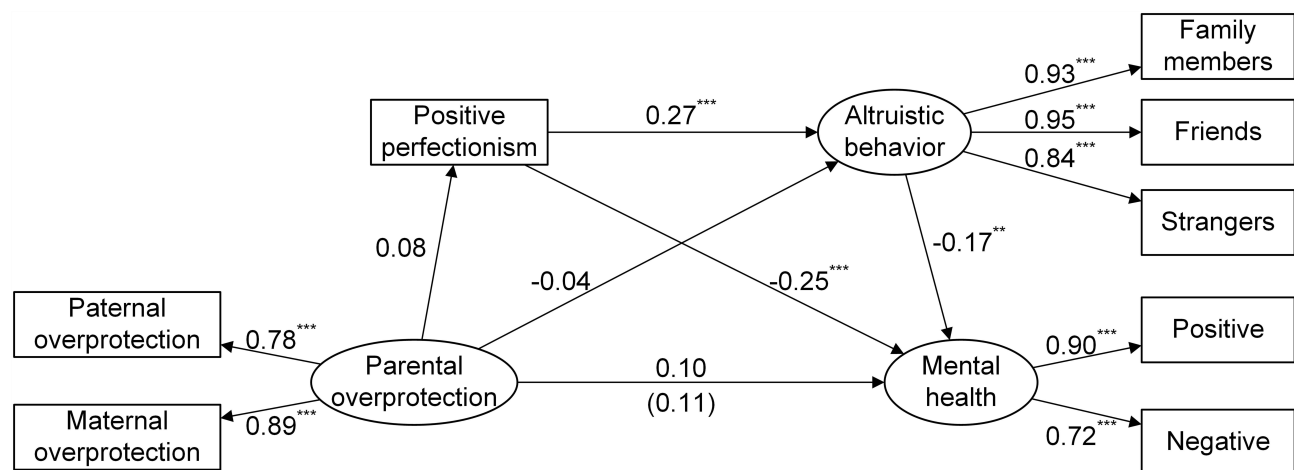 Family
members
0.93***
Positive
perfectionism
0.27***
Altruistic
behavior
0.95***
Friends
0.84***
Strangers
0.08
-0.04
-0.25***
-0.17**
Paternal
overprotection
0.78***
Parental
overprotection
0.10
(0.11)
Mental
health
0.90***
Positive
Maternal
overprotection
0.89***
0.72***
Negative